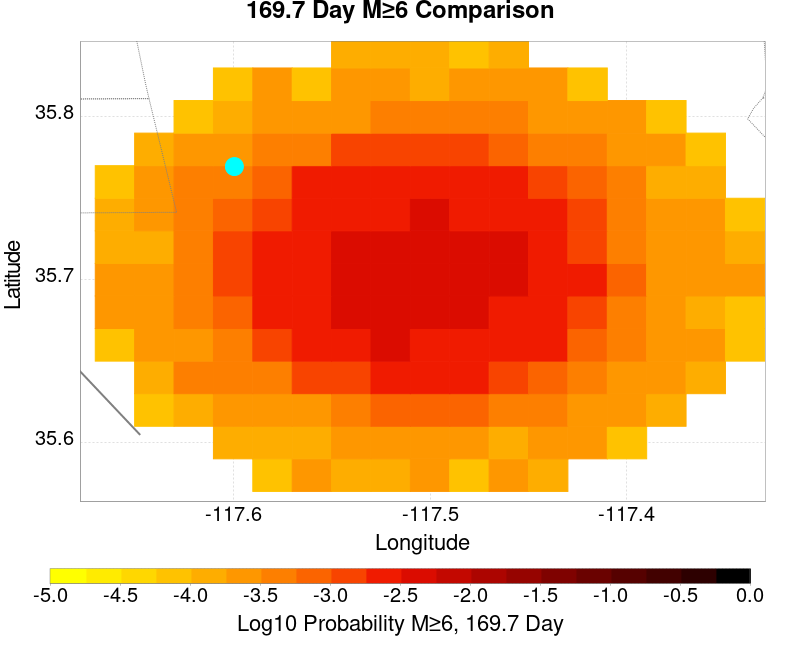 169.7 Day M≥6 Comparison
35.8
35.7
35.6
Latitude
-117.6 -117.5 -117.4
Longitude
-5.0 -4.5 -4.0 -3.5 -3.0 -2.5 -2.0 -1.5 -1.0 -0.5 0.0
Log10 Probability M≥6, 169.7 Day